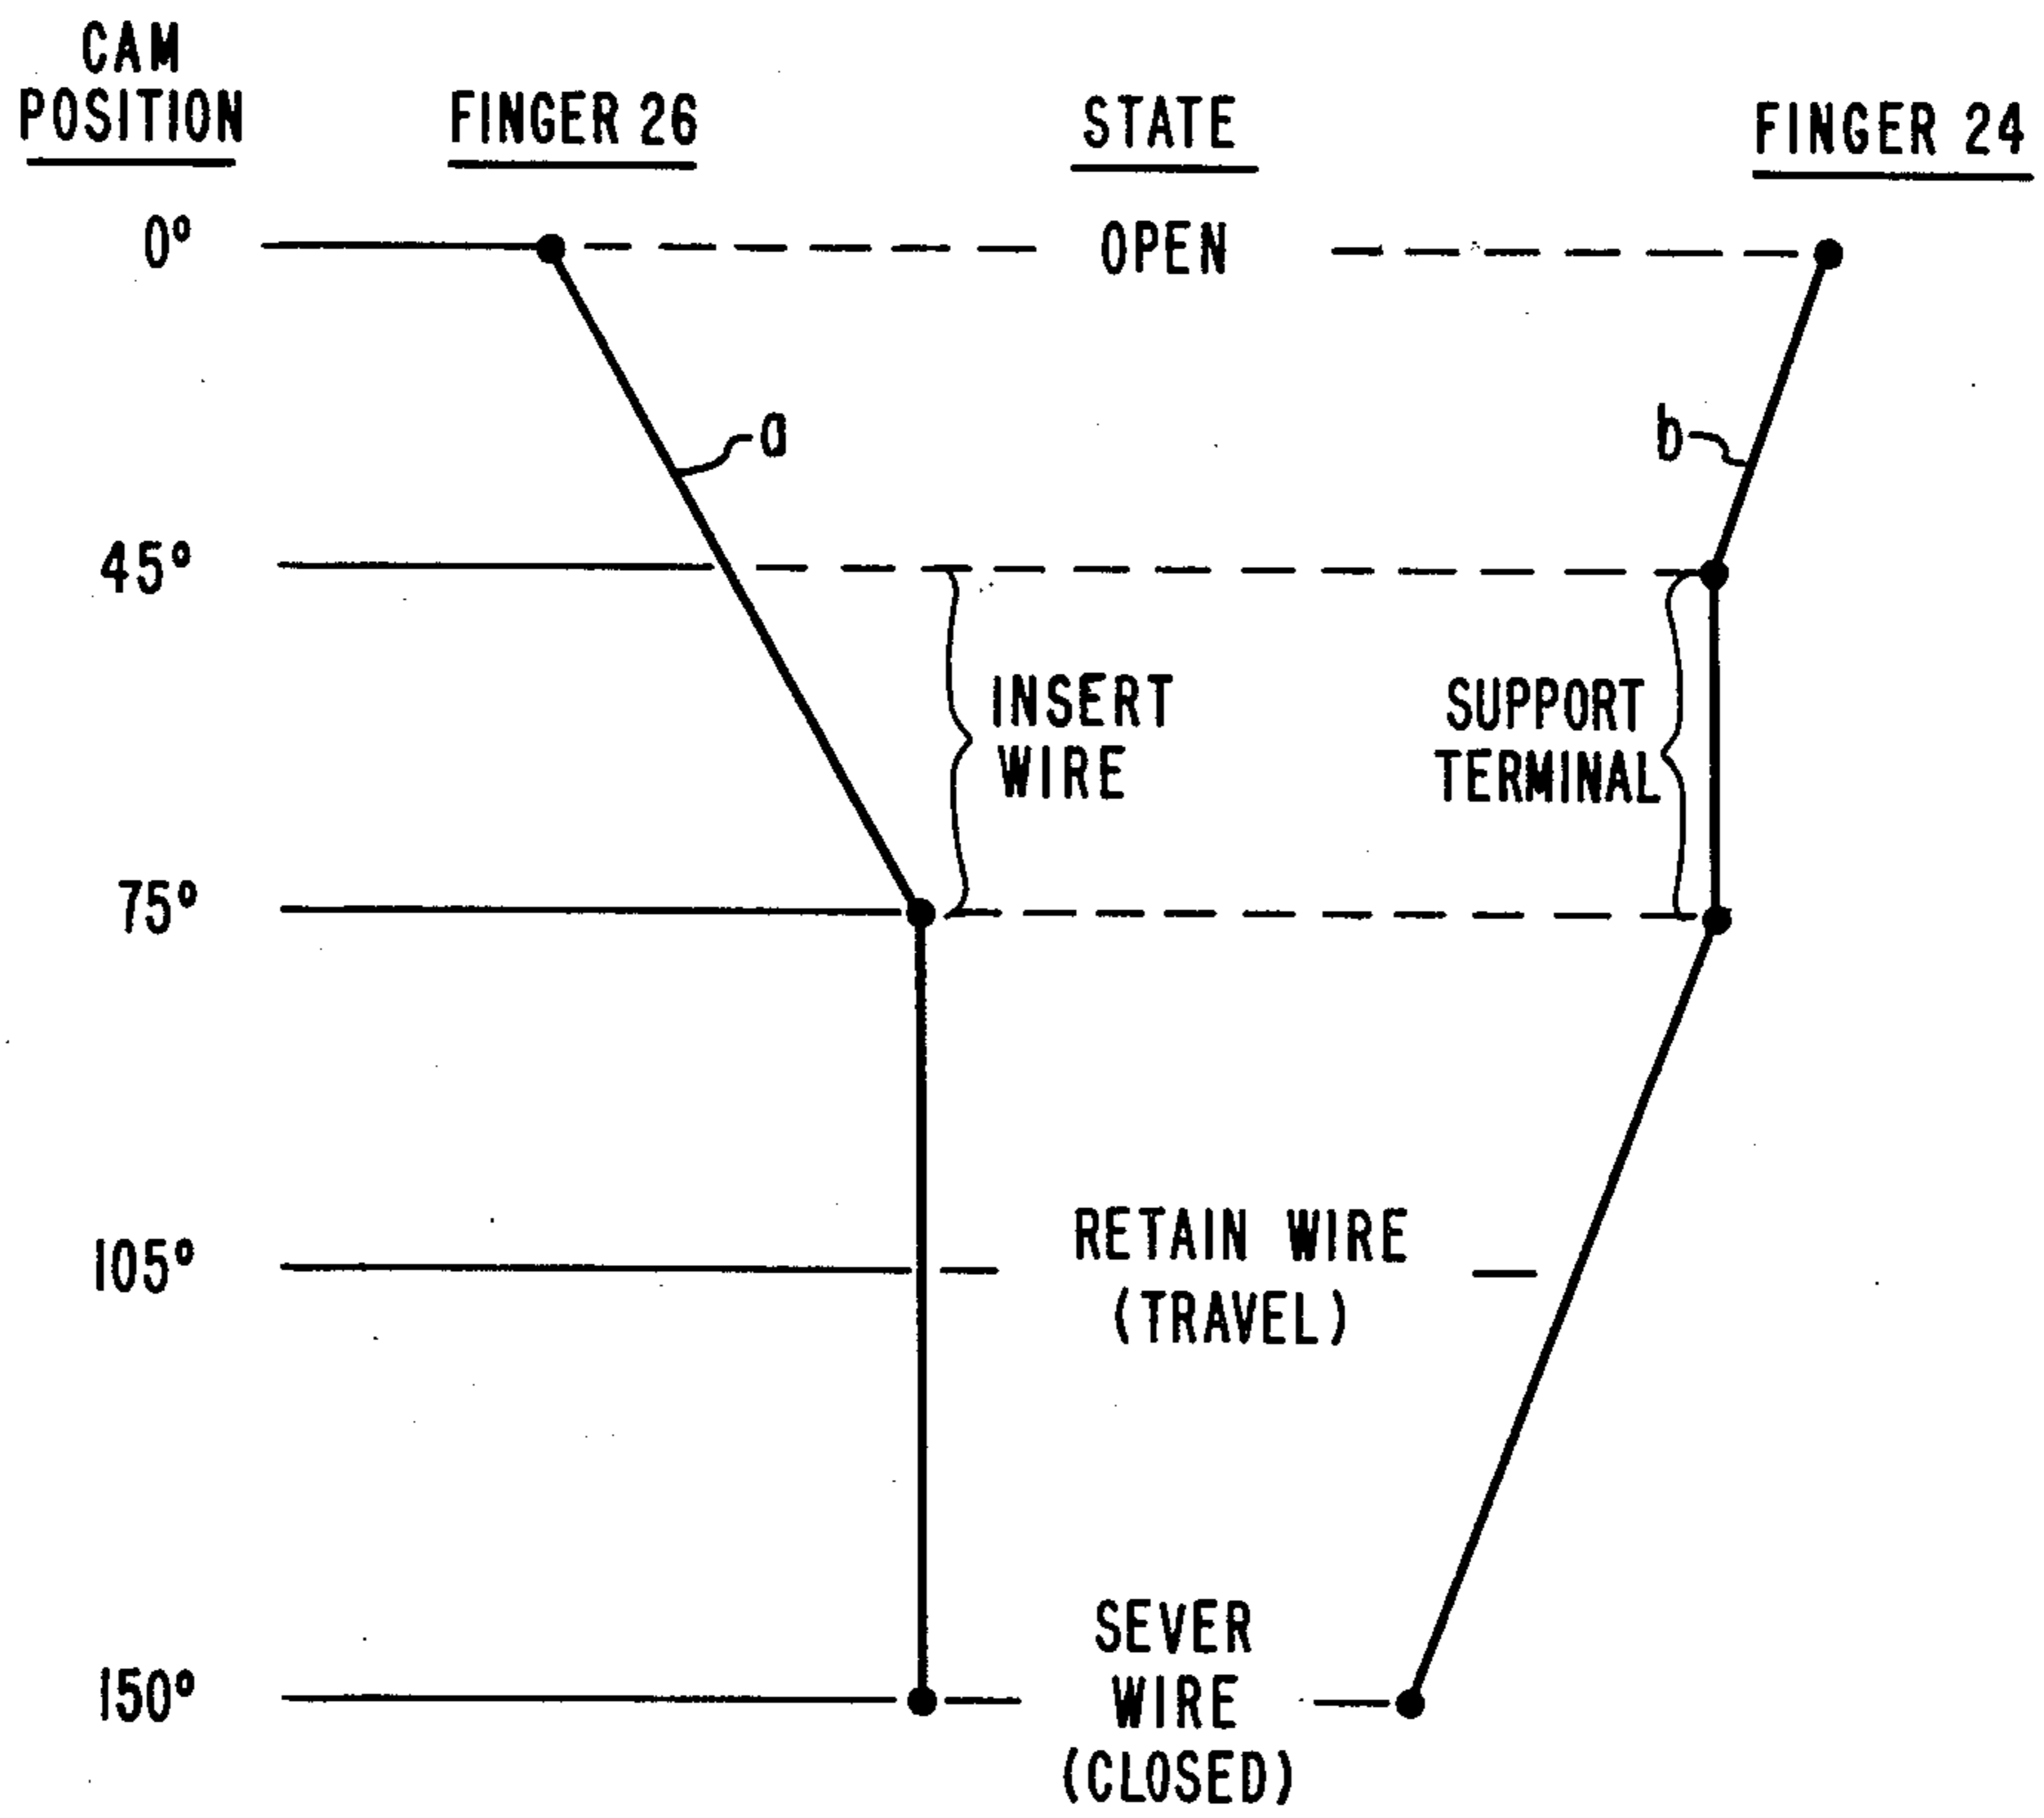 CAM
POSITION
FINGER 26
STATE
FINGER 24
0°
OPEN
a
b
45°
INSERT
WIRE
SUPPORT
TERMINAL
75°
105°
RETAIN WIRE
(TRAVEL)
150°
SEVER
WIRE
(CLOSED)